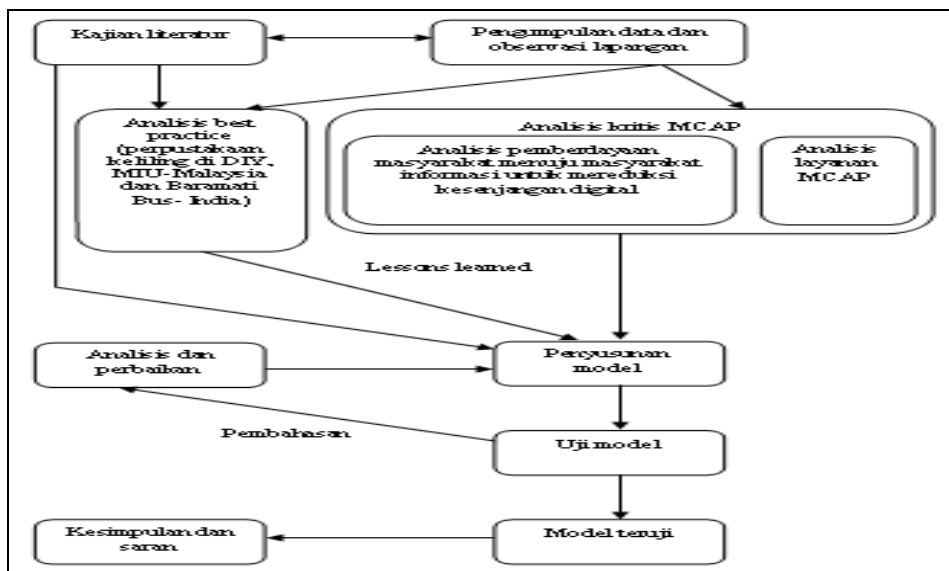 Kajian literatur
Pengumpulan data dan
observasi lapangan
Analisis best
practice
(perpustakaan
keliling di DIY,
MIU-Malaysia
dan Baramati
Bus- India)
Analisis kritis MCAP
Analisis pemberdayaan
masyarakat menuju masyarakat
informasi untuk mereduksi
kesenjangan digital
Analisis
layanan
MCAP
Lessons learned
Analisis dan
perbaikan
Penyusunan
model
Pembahasan
Uji model
Kesimpulan dan
saran
Model teruji